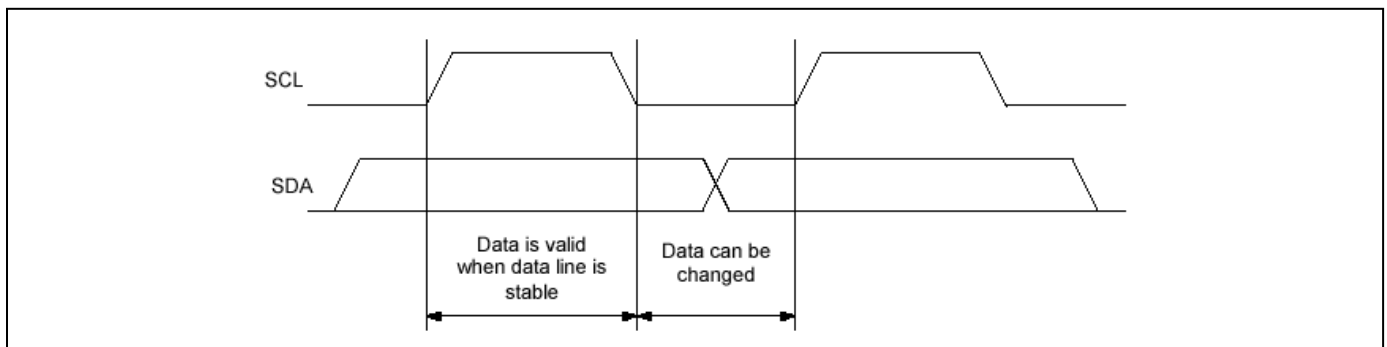 SCL
SDA
Data is valid
when data line is
stable
Data can be
changed